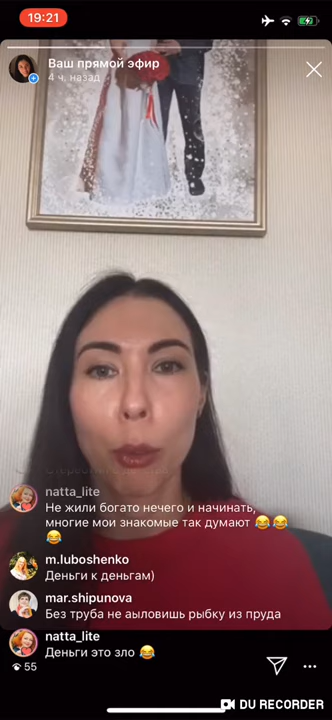 19:21
Ваш прямой эфир
4 ч. назад
natta_lite
Не жили богато нечего и начинать,
многие мои знакомые так думают 😂😂
😂
m.luboshenko
Деньги к деньгам)
mar.shipunova
Без труба не аыловишь рыбку из пруда
natta_lite
Деньги это зло 😂
55
DU RECORDER